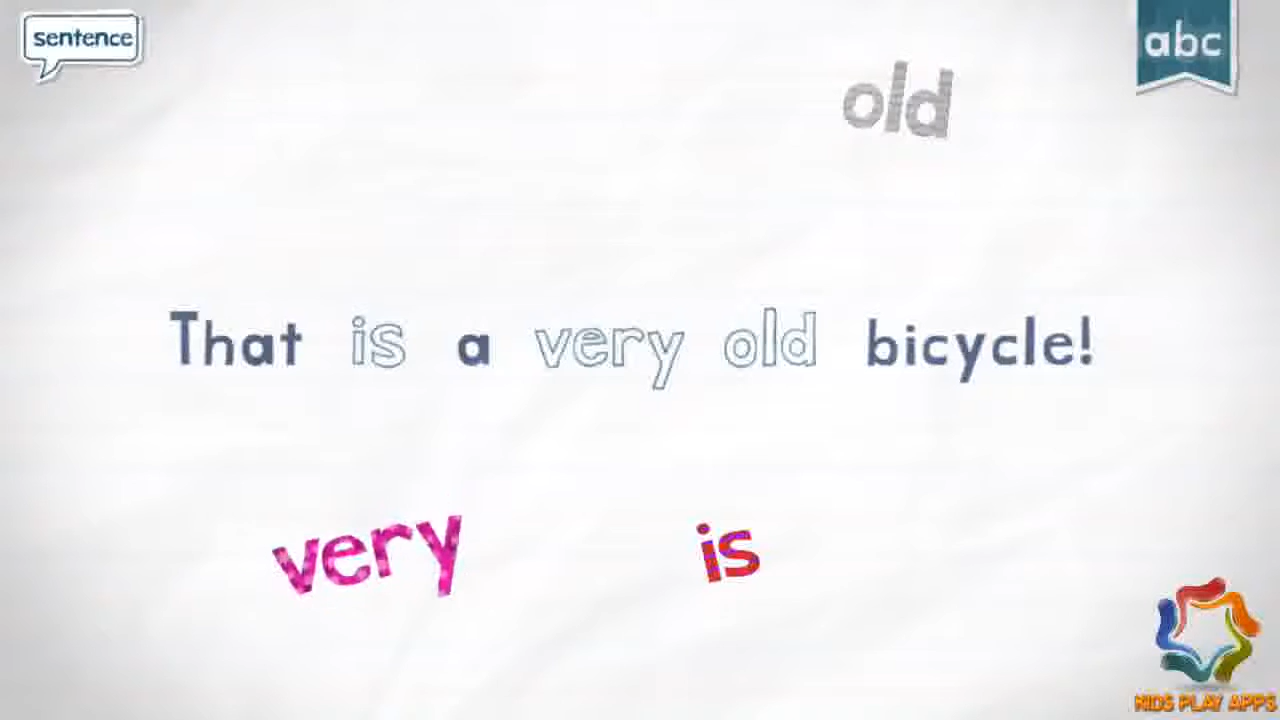 sentence
abc
old
That is a very old bicycle!
very
is
KIDS PLAY APPS